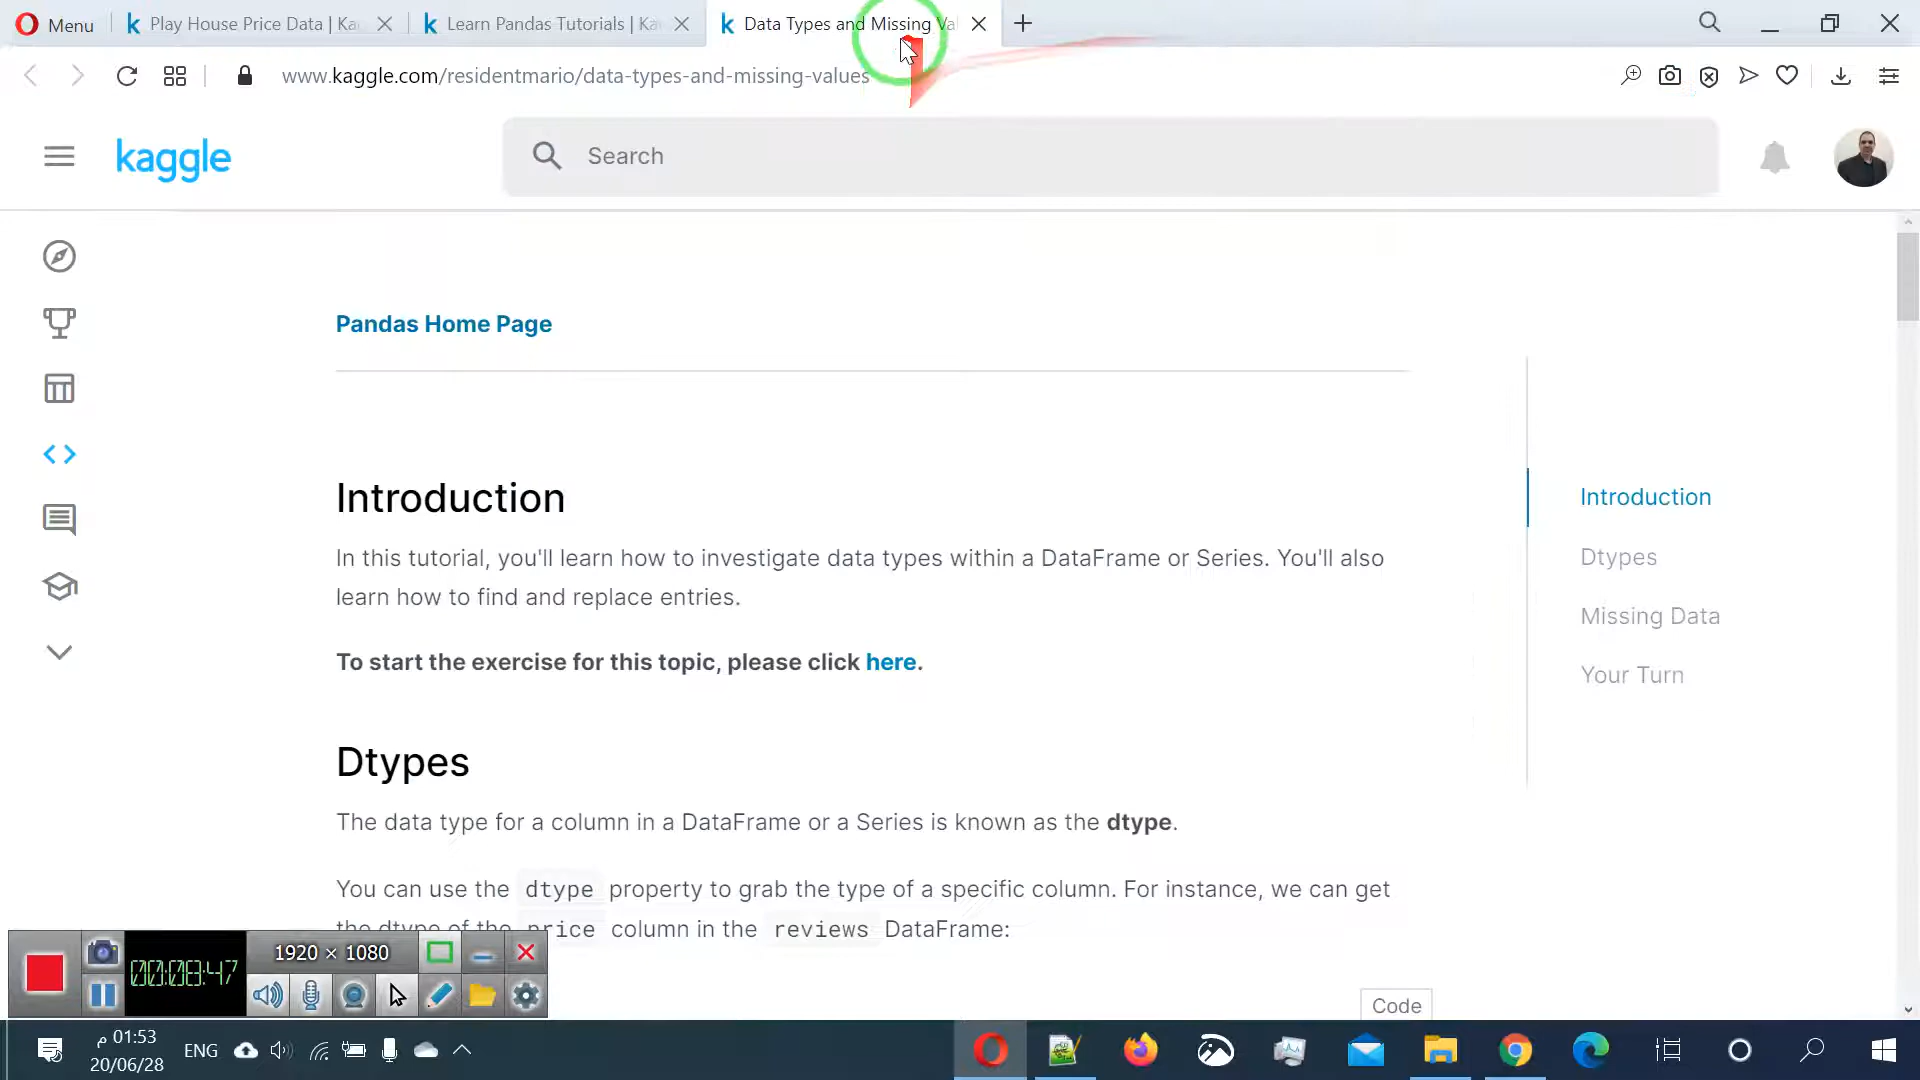 Menu
Play House Price Data | Ka
Learn Pandas Tutorials | Ka
Data Types and Missing Va
www.kaggle.com/residentmario/data-types-and-missing-values
kaggle
Search
Pandas Home Page
Introduction
In this tutorial, you'll learn how to investigate data types within a DataFrame or Series. You'll also
learn how to find and replace entries.
To start the exercise for this topic, please click here.
Dtypes
The data type for a column in a DataFrame or a Series is known as the dtype.
You can use the dtype property to grab the type of a specific column. For instance, we can get
the dtype of the price column in the reviews DataFrame:
Code
Introduction
Dtypes
Missing Data
Your Turn
1920 × 1080
00:08:47
01:53 م
20/06/28
ENG